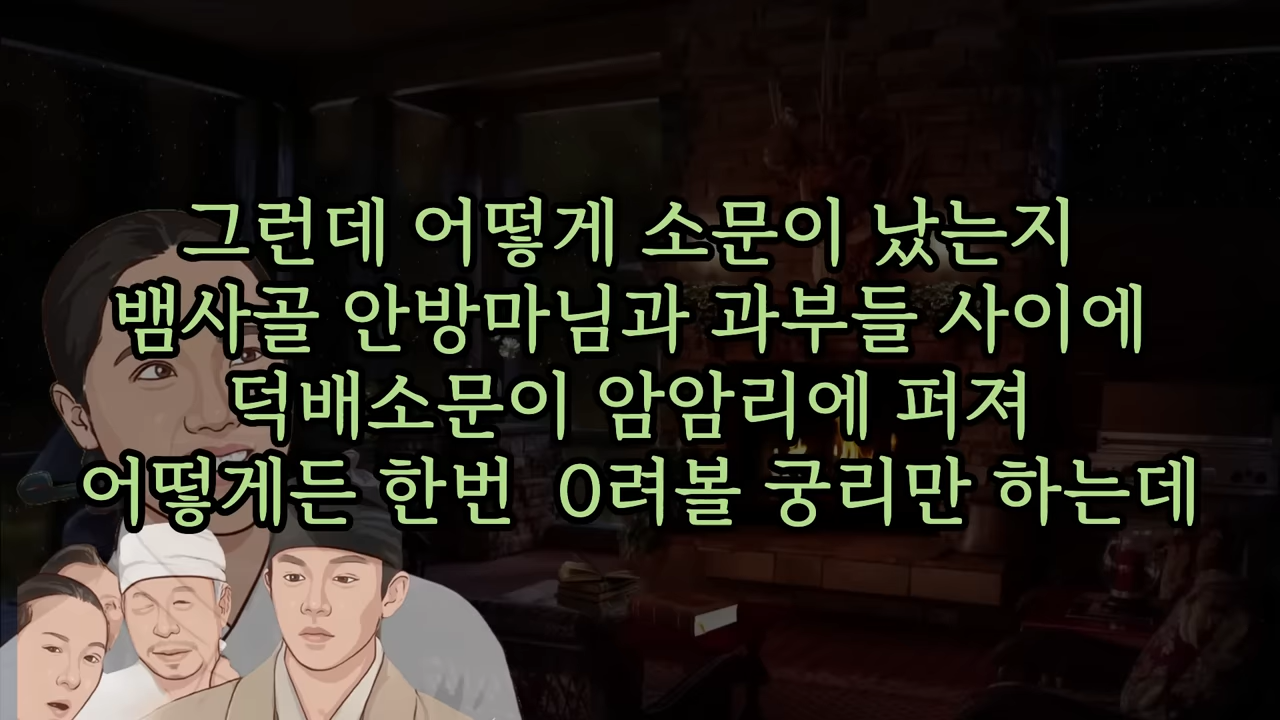 그런데 어떻게 소문이 났는지
뱀사골 안방마님과 과부들 사이에
덕배소문이 암암리에 퍼져
어떻게든 한번  0려볼 궁리만 하는데